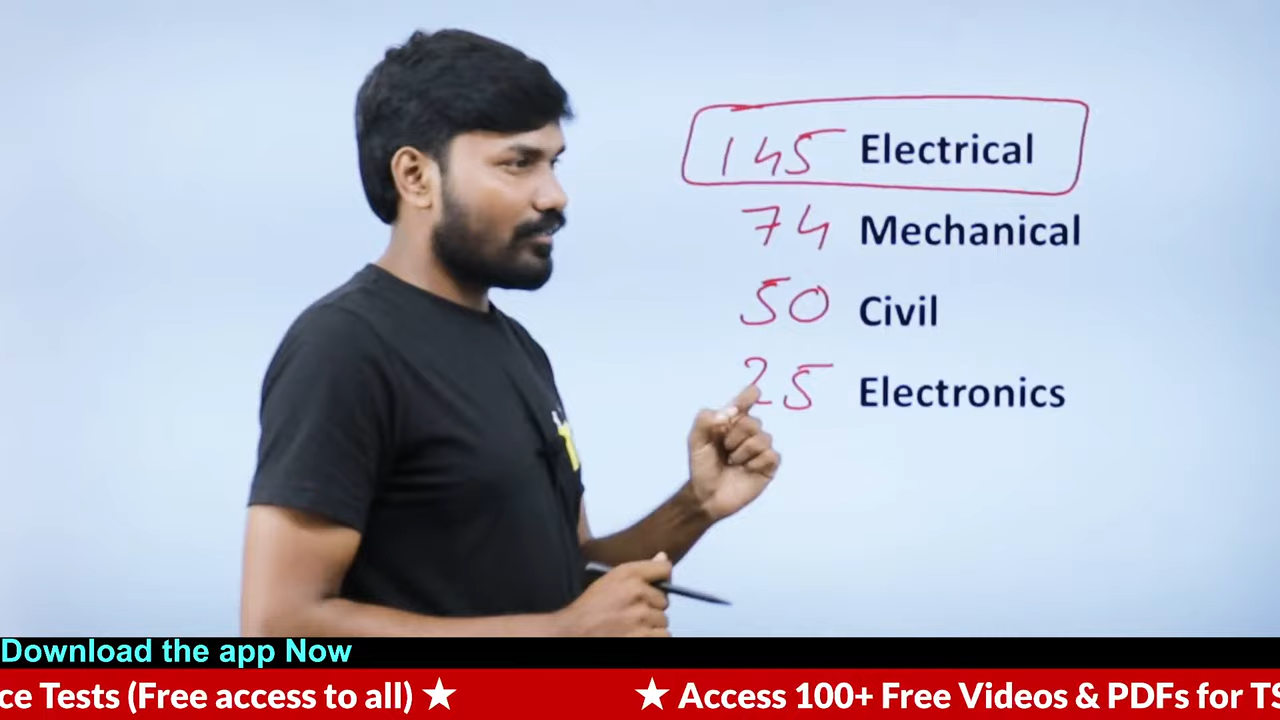 145 Electrical
74 Mechanical
50 Civil
25 Electronics
Download the app Now
ce Tests (Free access to all) ★ ★ Access 100+ Free Videos & PDFs for TS